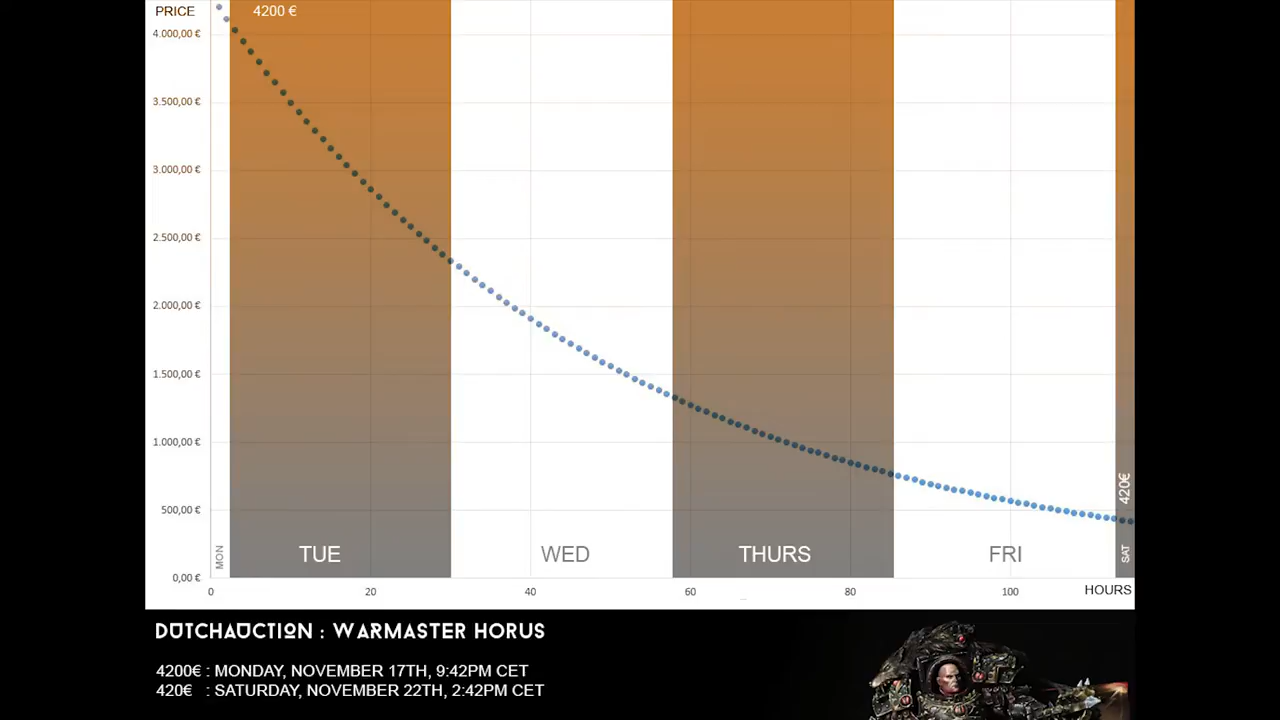 PRICE
4200 €
4.000,00 €
3.500,00 €
3.000,00 €
2.500,00 €
2.000,00 €
1.500,00 €
1.000,00 €
500,00 €
0,00 €
420€
MON
TUE
WED
THURS
FRI
SAT
0 20 40 60 80 100 HOURS
DUTCHAUCTION : WARMASTER HORUS
4200€ : MONDAY, NOVEMBER 17TH, 9:42PM CET
420€ : SATURDAY, NOVEMBER 22TH, 2:42PM CET